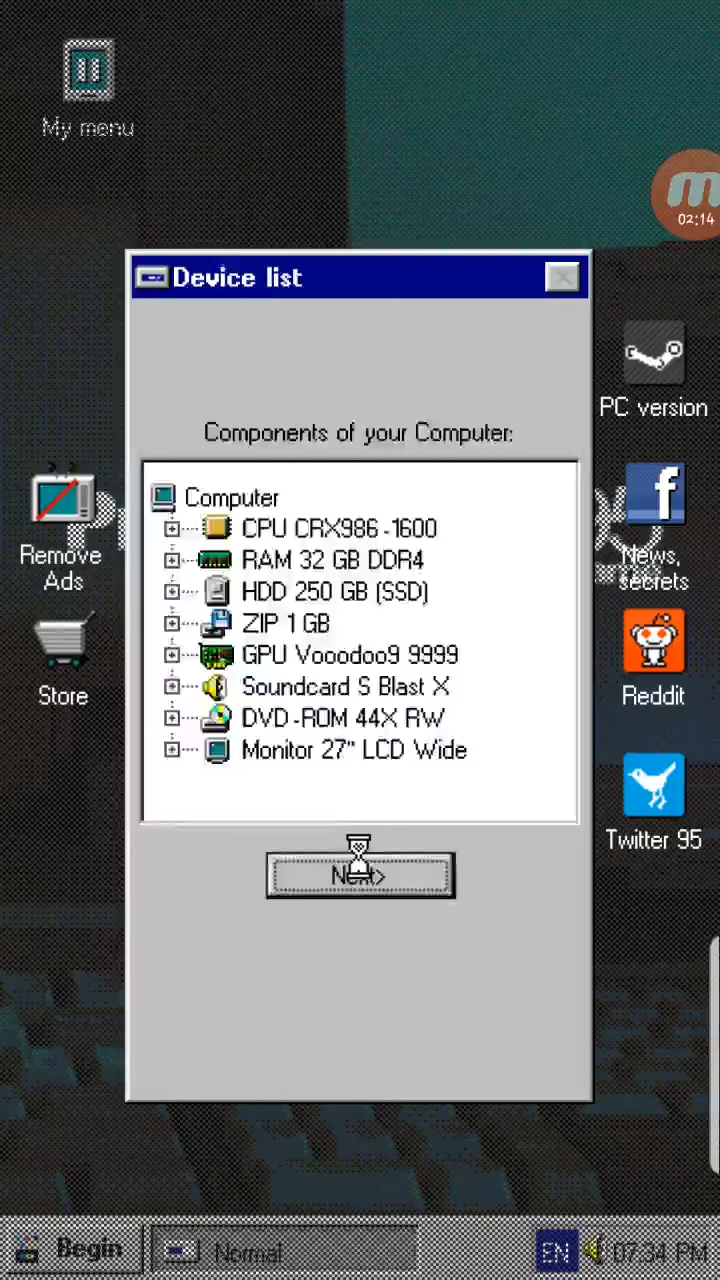 My menu
02:14
Device list
PC version
Components of your Computer:
Computer
CPU CRX986-1600
RAM 32 GB DDR4
HDD 250 GB (SSD)
ZIP 1 GB
GPU Vooodoo9 9999
Soundcard S Blast X
DVD-ROM 44X RW
Monitor 27" LCD Wide
Remove
Ads
News,
secrets
Store
Reddit
Twitter 95
Next>
Begin
Normal
EN
07:34 PM